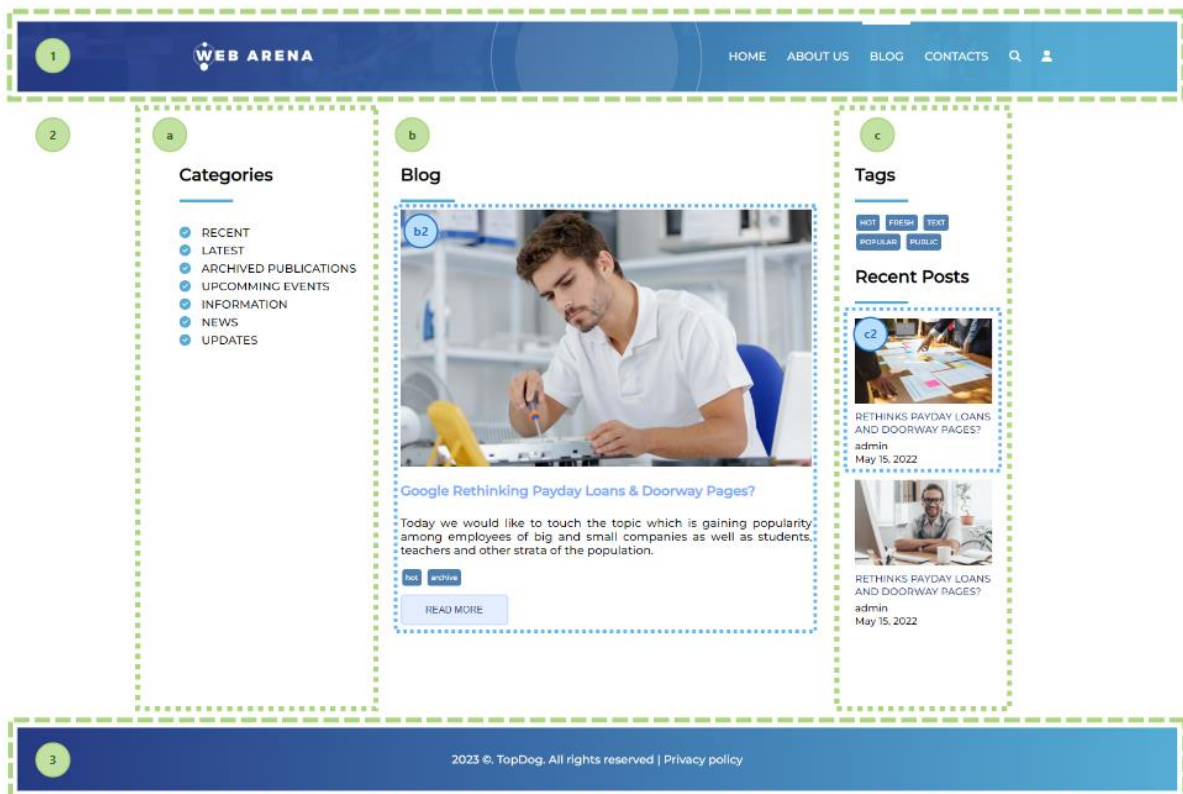 1
WEB ARENA
HOME ABOUT US BLOG CONTACTS
2
a
Categories
RECENT
LATEST
ARCHIVED PUBLICATIONS
UPCOMMING EVENTS
INFORMATION
NEWS
UPDATES
b
Blog
b2
Google Rethinking Payday Loans & Doorway Pages?
Today we would like to touch the topic which is gaining popularity
among employees of big and small companies as well as students,
teachers and other strata of the population.
hot archive
READ MORE
c
Tags
HOT FRESH TEXT
POPULAR PUBLIC
Recent Posts
c2
RETHINKS PAYDAY LOANS
AND DOORWAY PAGES?
admin
May 15, 2022
RETHINKS PAYDAY LOANS
AND DOORWAY PAGES?
admin
May 15, 2022
3
2023 ©. TopDog. All rights reserved | Privacy policy